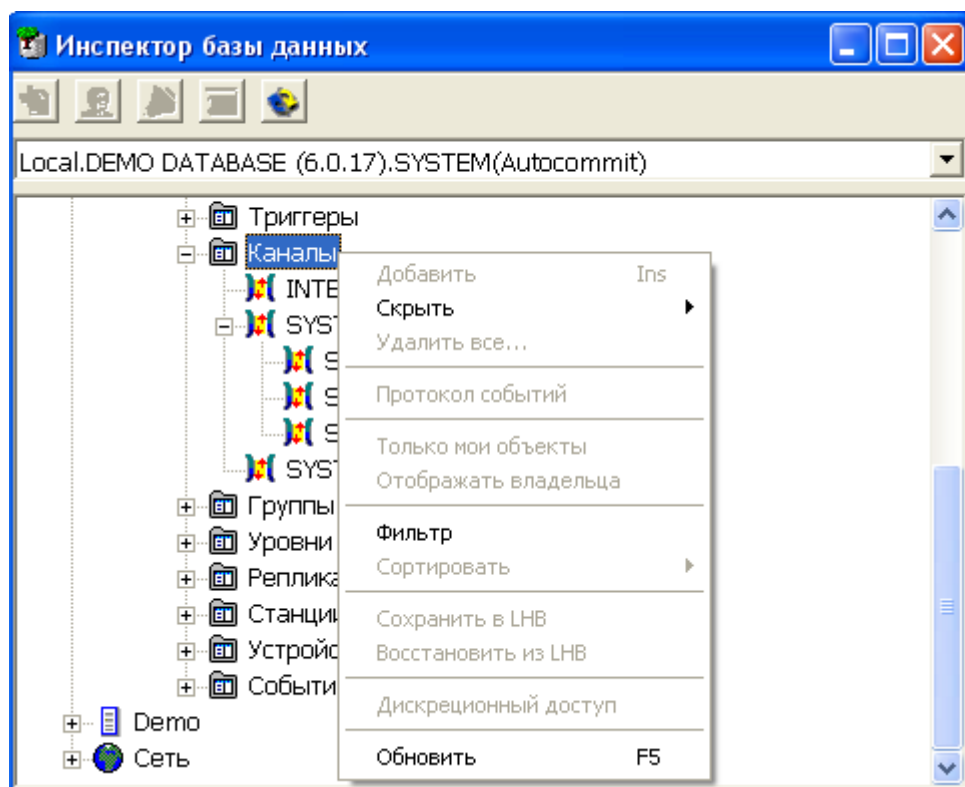 Инспектор базы данных
Local.DEMO DATABASE (6.0.17).SYSTEM(Autocommit)
Триггеры
Каналы
Добавить Ins
INTE
Скрыть
SYST
Удалить все...
S
Протокол событий
S
S
Только мои объекты
SYST
Отображать владельца
Группы
Фильтр
Уровни
Сортировать
Реплика
Станции
Сохранить в LHB
Устройс
Восстановить из LHB
Событи
Дискреционный доступ
Demo
Сеть
Обновить F5